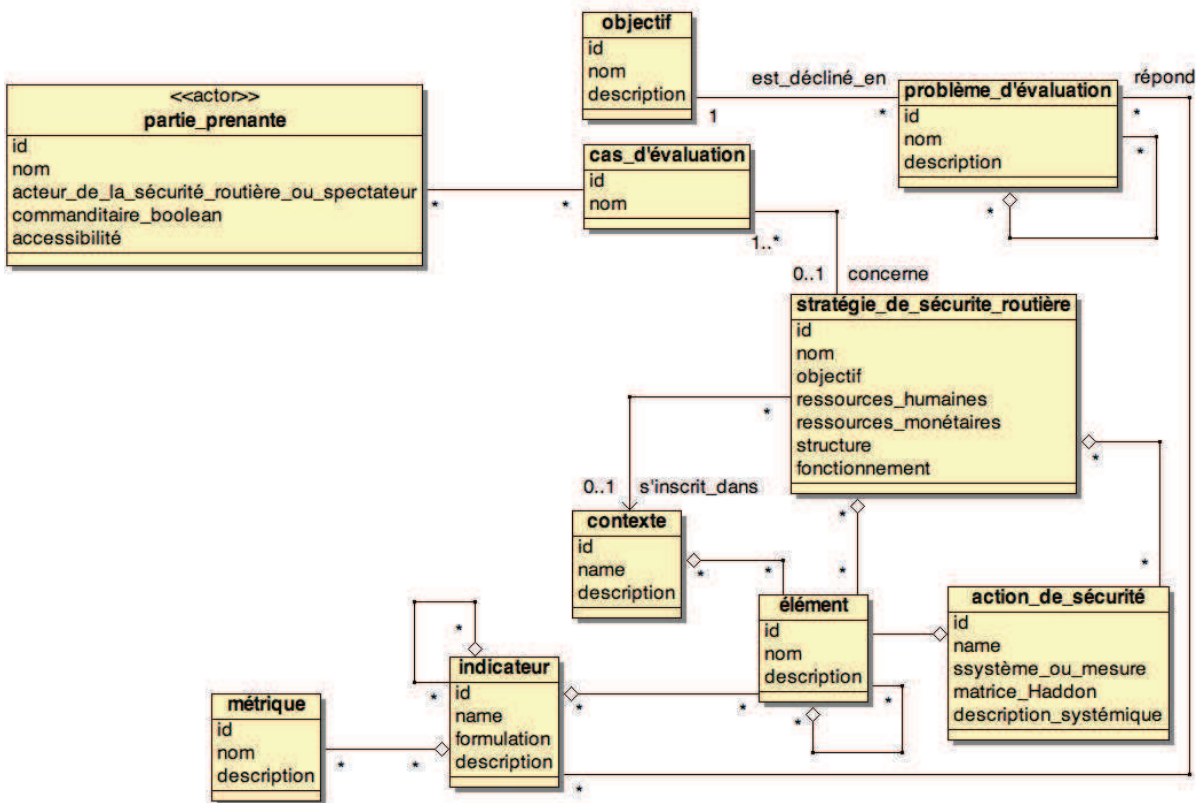 objectif
id
nom
description
est_décliné_en
1
*
problème_d'évaluation
id
nom
description
répond
*
*
*
<<actor>>
partie_prenante
id
nom
acteur_de_la_sécurité_routière_ou_spectateur
commanditaire_boolean
accessibilité
*
*
cas_d'évaluation
id
nom
1..*
0..1
concerne
stratégie_de_sécurite_routière
id
nom
objectif
ressources_humaines
ressources_monétaires
structure
fonctionnement
*
*
*
0..1
s'inscrit_dans
contexte
id
name
description
*
*
*
*
élément
id
nom
description
*
*
action_de_sécurité
id
name
ssystème_ou_mesure
matrice_Haddon
description_systémique
*
*
indicateur
id
name
formulation
description
*
*
*
métrique
id
nom
description
*
*